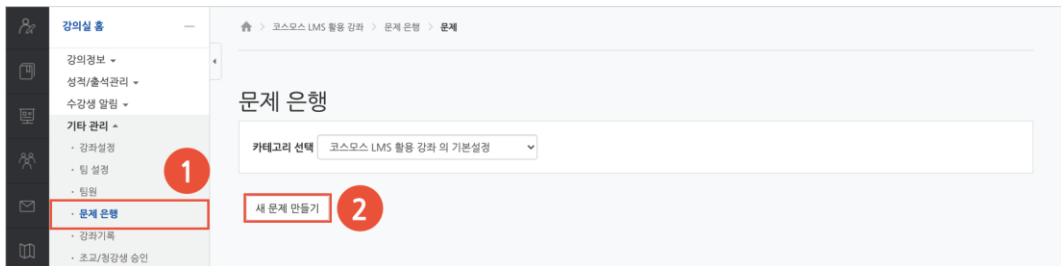 강의실 홈
강의정보
성적/출석관리
수강생 알림
기타 관리
· 강좌설정
· 팀 설정
· 팀원
· 문제 은행
· 강좌기록
· 조교/청강생 승인
1
코스모스 LMS 활용 강좌 > 문제 은행 > 문제
문제 은행
카테고리 선택 코스모스 LMS 활용 강좌 의 기본설정
새 문제 만들기
2